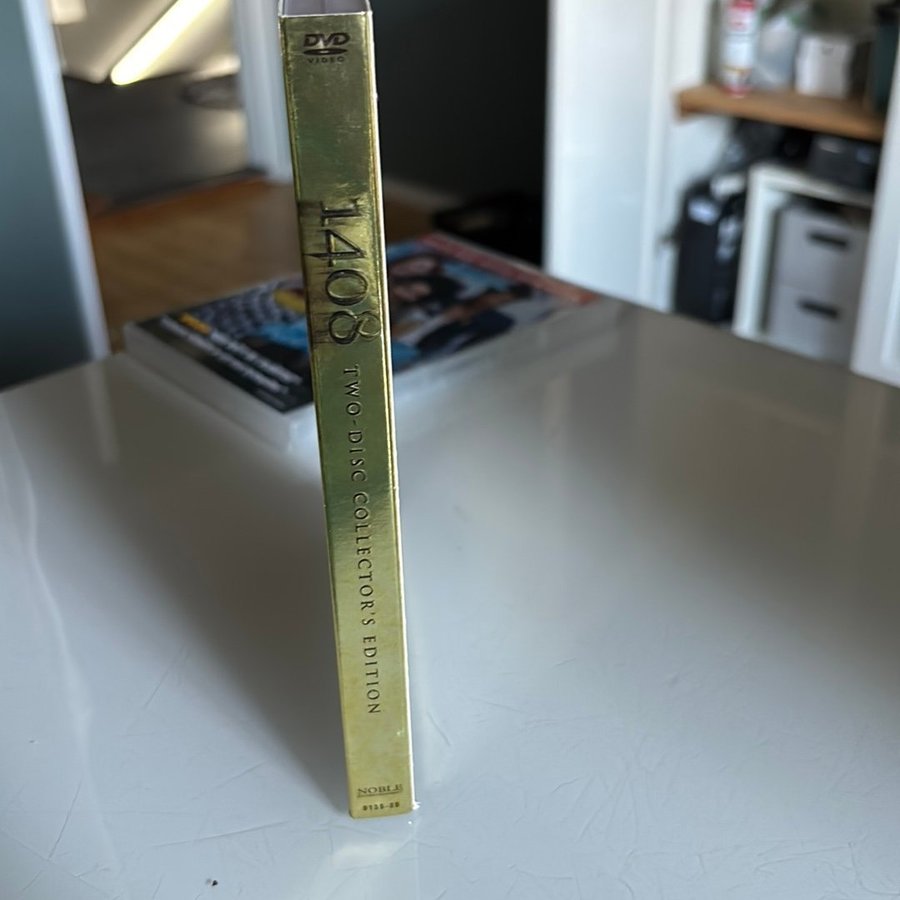 DVD
VIDEO
1408
TWO-DISC COLLECTOR'S EDITION
NOBLE